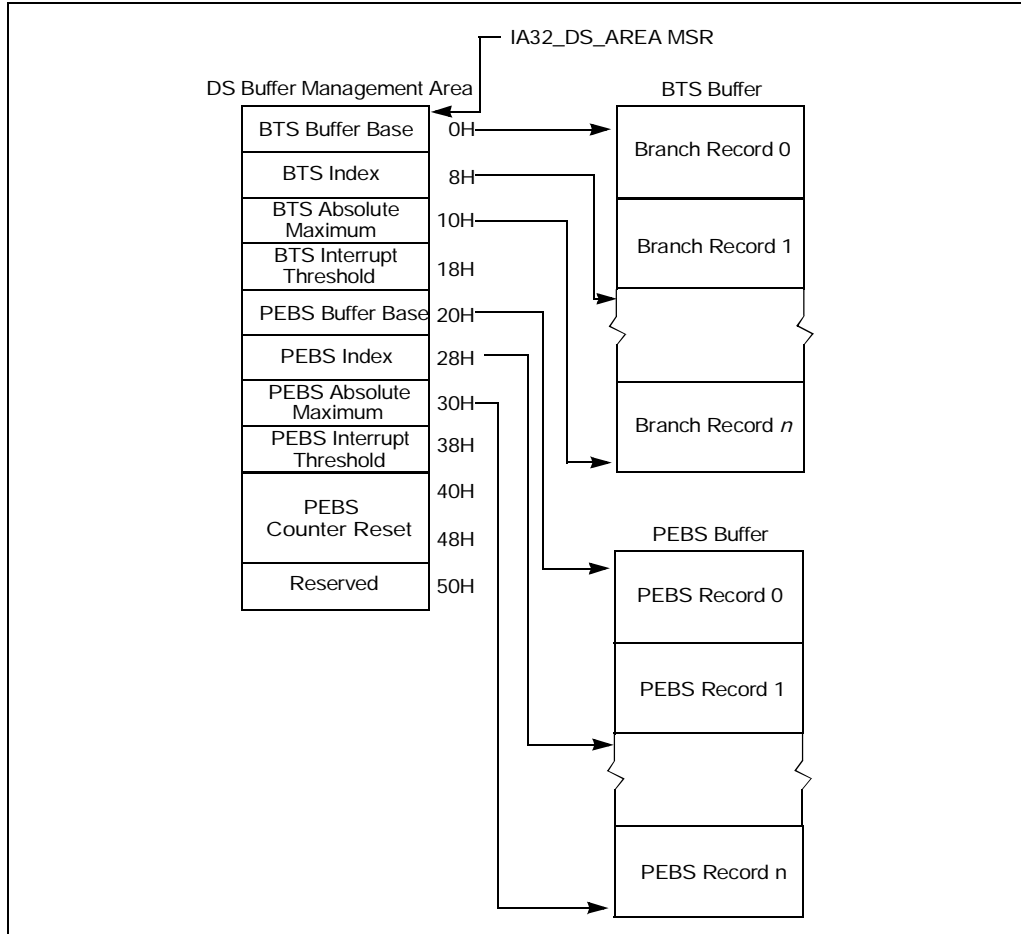 IA32_DS_AREA MSR
DS Buffer Management Area
BTS Buffer Base 0H
BTS Index 8H
BTS Absolute
Maximum 10H
BTS Interrupt
Threshold 18H
PEBS Buffer Base 20H
PEBS Index 28H
PEBS Absolute
Maximum 30H
PEBS Interrupt
Threshold 38H
40H
PEBS
Counter Reset
48H
Reserved 50H
BTS Buffer
Branch Record 0
Branch Record 1
Branch Record n
PEBS Buffer
PEBS Record 0
PEBS Record 1
PEBS Record n